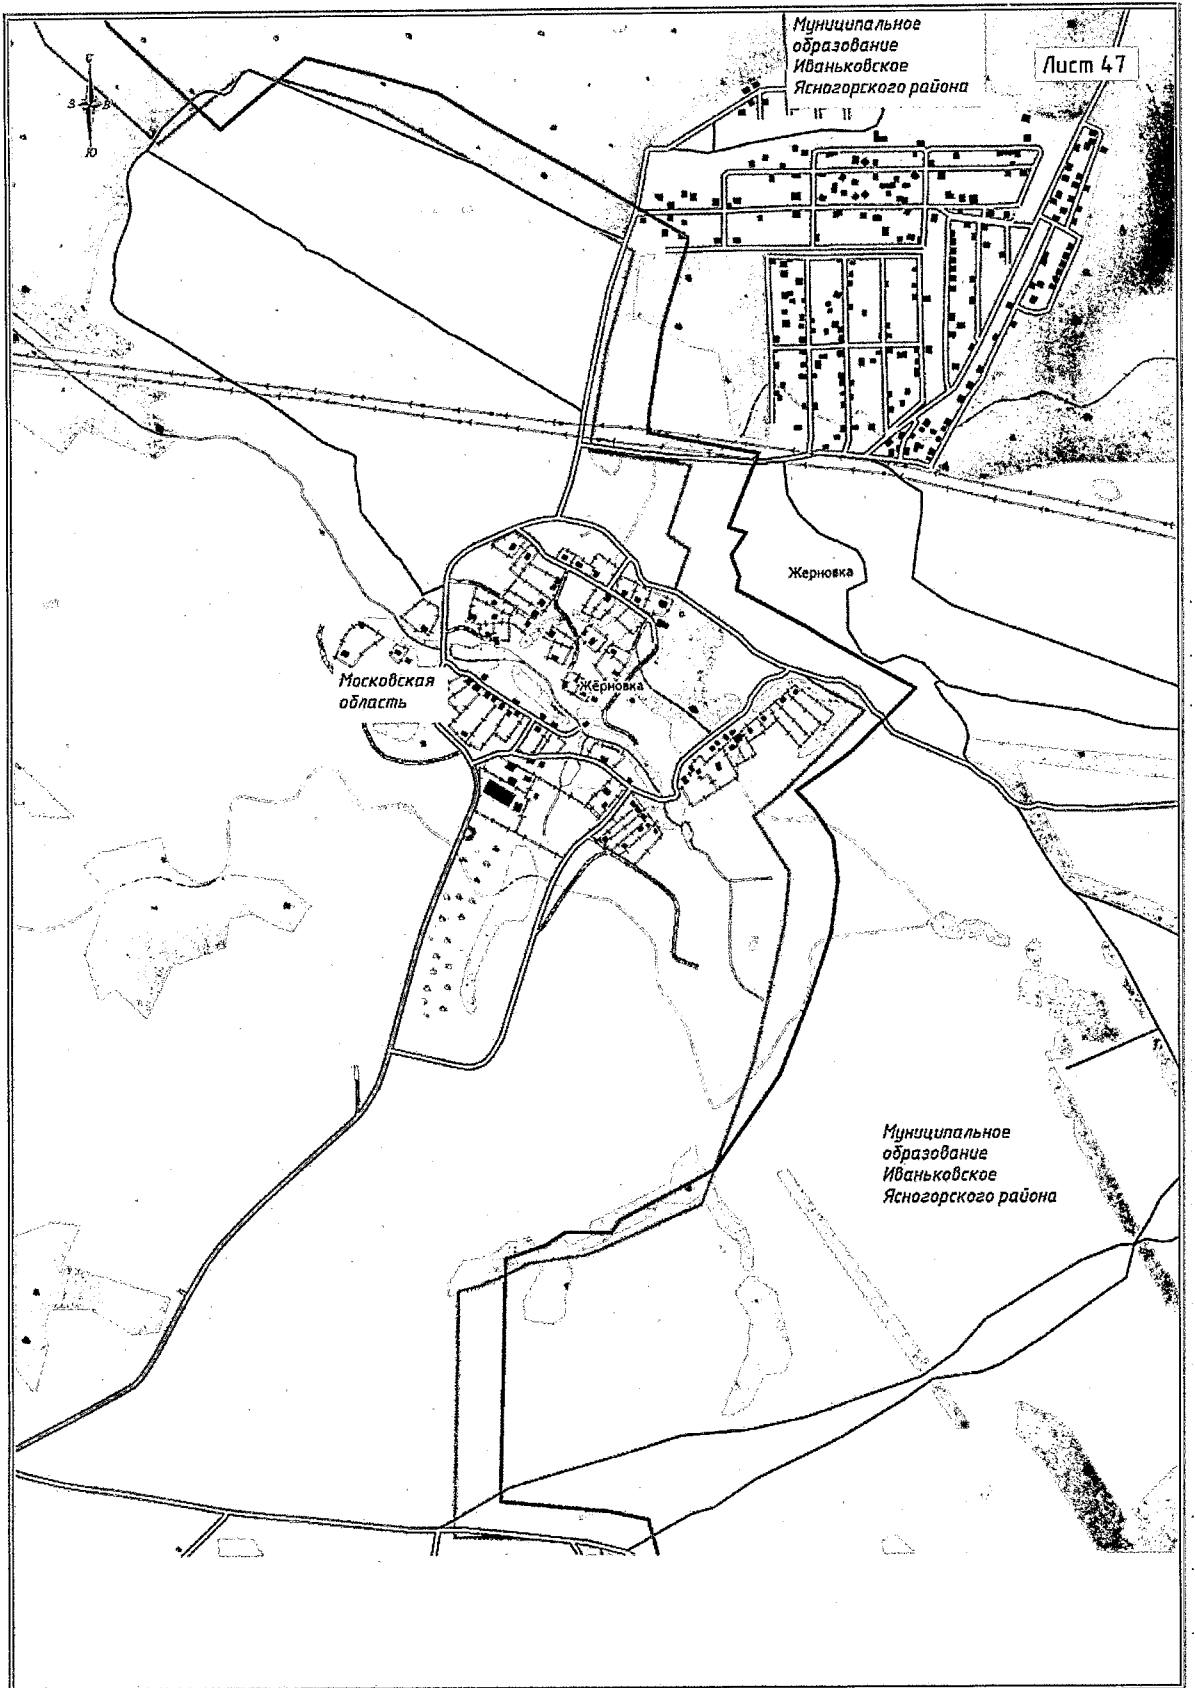 Муниципальное
образование
Иваньковское
Ясногорского района
Лист 47
С
З В
Ю
Жерновка
Московская
область
Жёрновка
Муниципальное
образование
Иваньковское
Ясногорского района